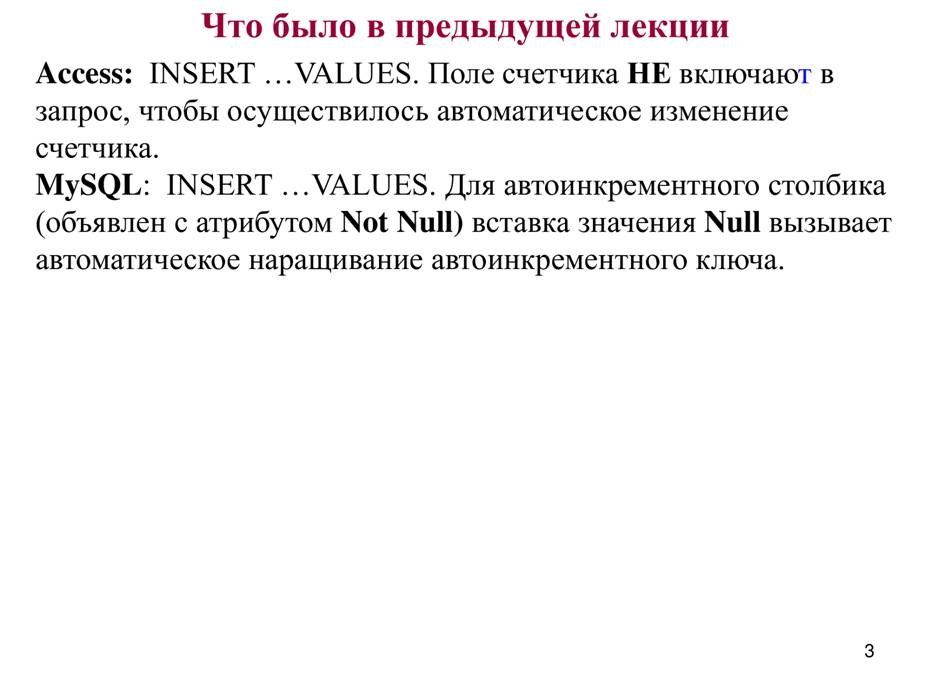 Что было в предыдущей лекции
Access:  INSERT …VALUES. Поле счетчика НЕ включают в
запрос, чтобы осуществилось автоматическое изменение
счетчика.
MySQL:  INSERT …VALUES. Для автоинкрементного столбика
(объявлен с атрибутом Not Null) вставка значения Null вызывает
автоматическое наращивание автоинкрементного ключа.
3